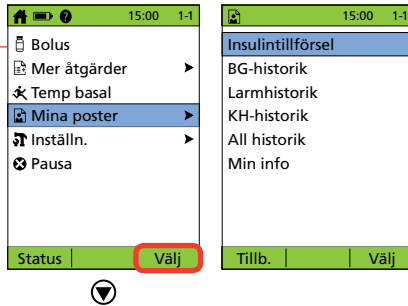 15:00 1-1
Bolus
Mer åtgärder
Temp basal
Mina poster
Inställn.
Pausa
Status Välj
15:00 1-1
Insulintillförsel
BG-historik
Larmhistorik
KH-historik
All historik
Min info
Tillb. Välj